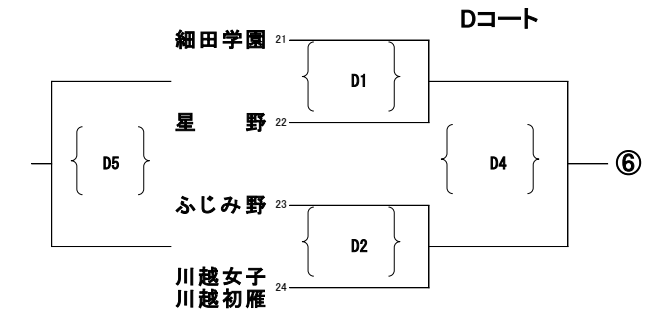 Dコート
細田学園 21
D1
星 野 22
D5
D4
⑥
ふじみ野 23
D2
川越女子
川越初雁 24